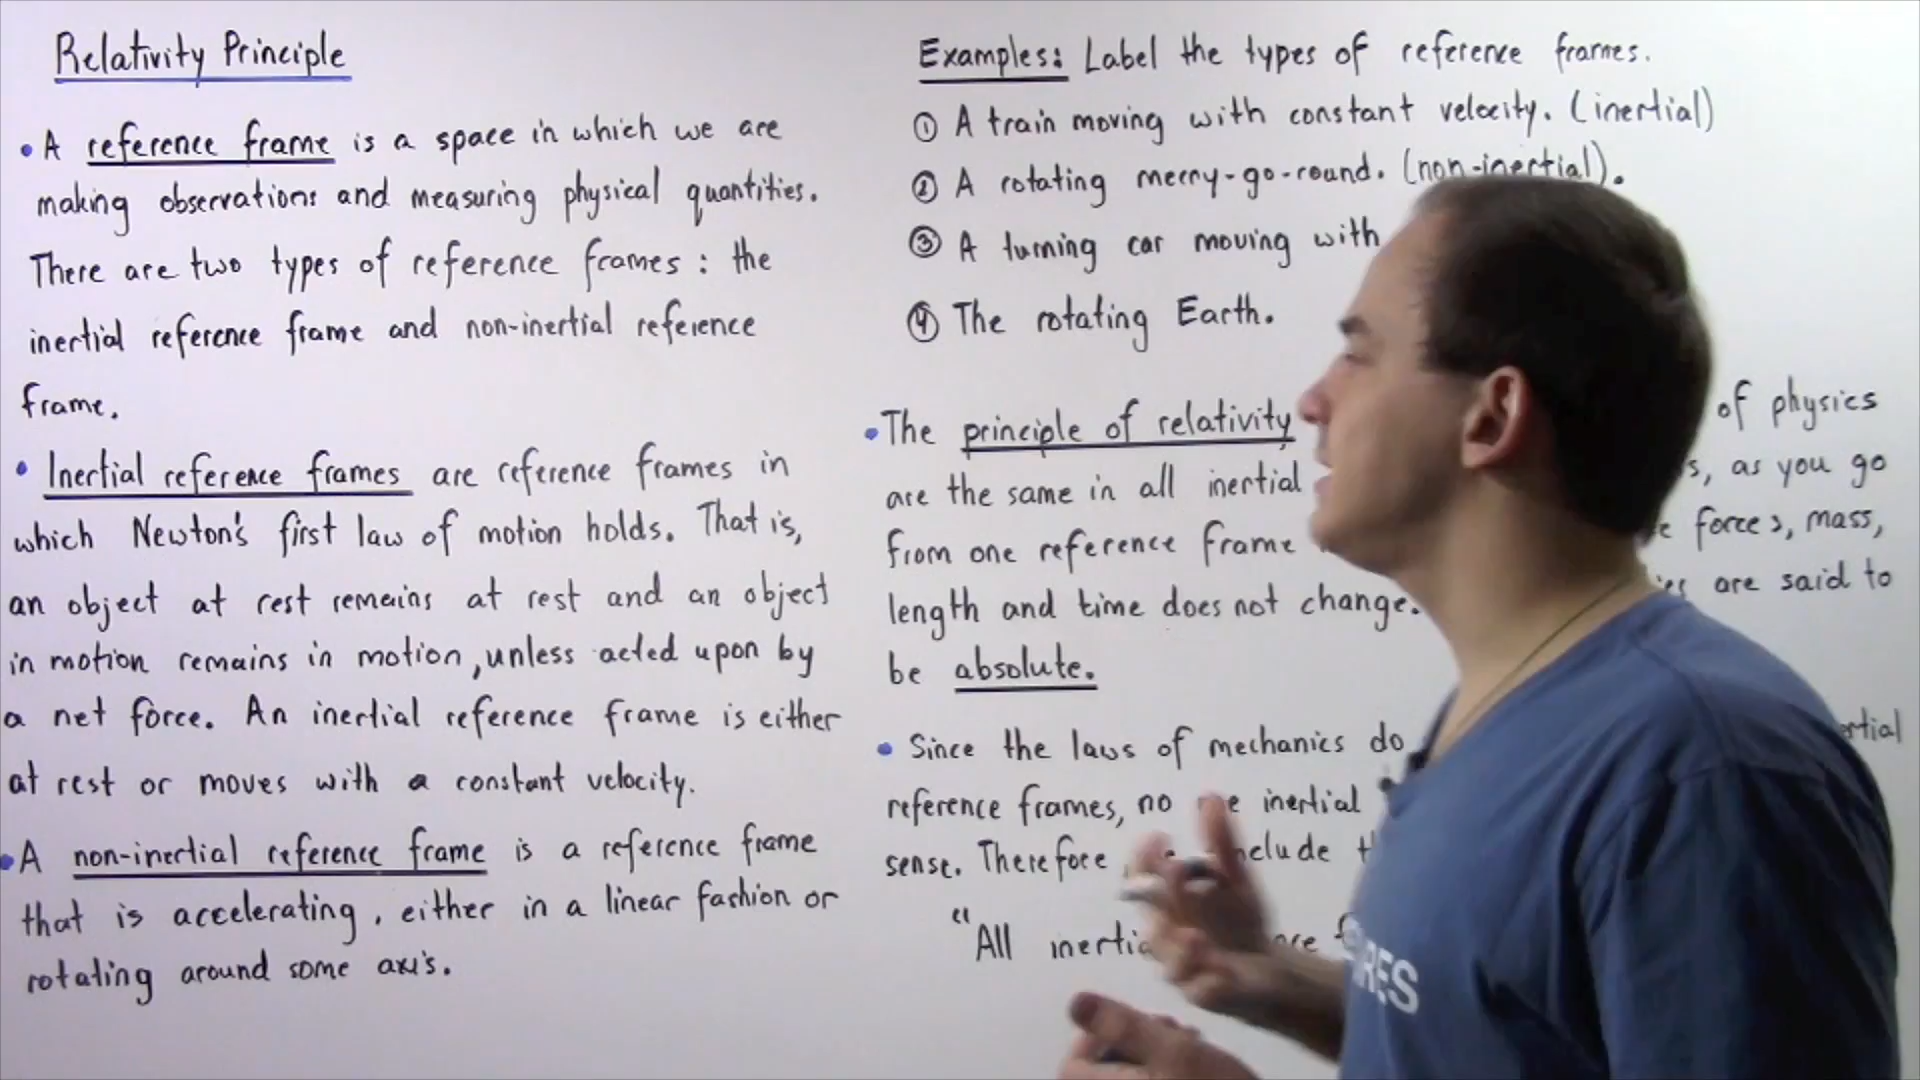 Relativity Principle
• A reference frame is a space in which we are
making observations and measuring physical quantities.
There are two types of reference frames : the
inertial reference frame and non-inertial reference
frame.
• Inertial reference frames are reference frames in
which Newton's first law of motion holds. That is,
an object at rest remains at rest and an object
in motion remains in motion, unless acted upon by
a net force. An inertial reference frame is either
at rest or moves with a constant velocity.
• A non-inertial reference frame is a reference frame
that is accelerating, either in a linear fashion or
rotating around some axis.
Examples: Label the types of reference frames.
① A train moving with constant velocity. (inertial)
② A rotating merry-go-round. (non-inertial).
③ A turning car moving with
④ The rotating Earth.
• The principle of relativity of physics
are the same in all inertial s, as you go
from one reference frame forces, mass,
length and time does not change. are said to
be absolute.
• Since the laws of mechanics do
reference frames, no inertial
sense. Therefore
"All
RES